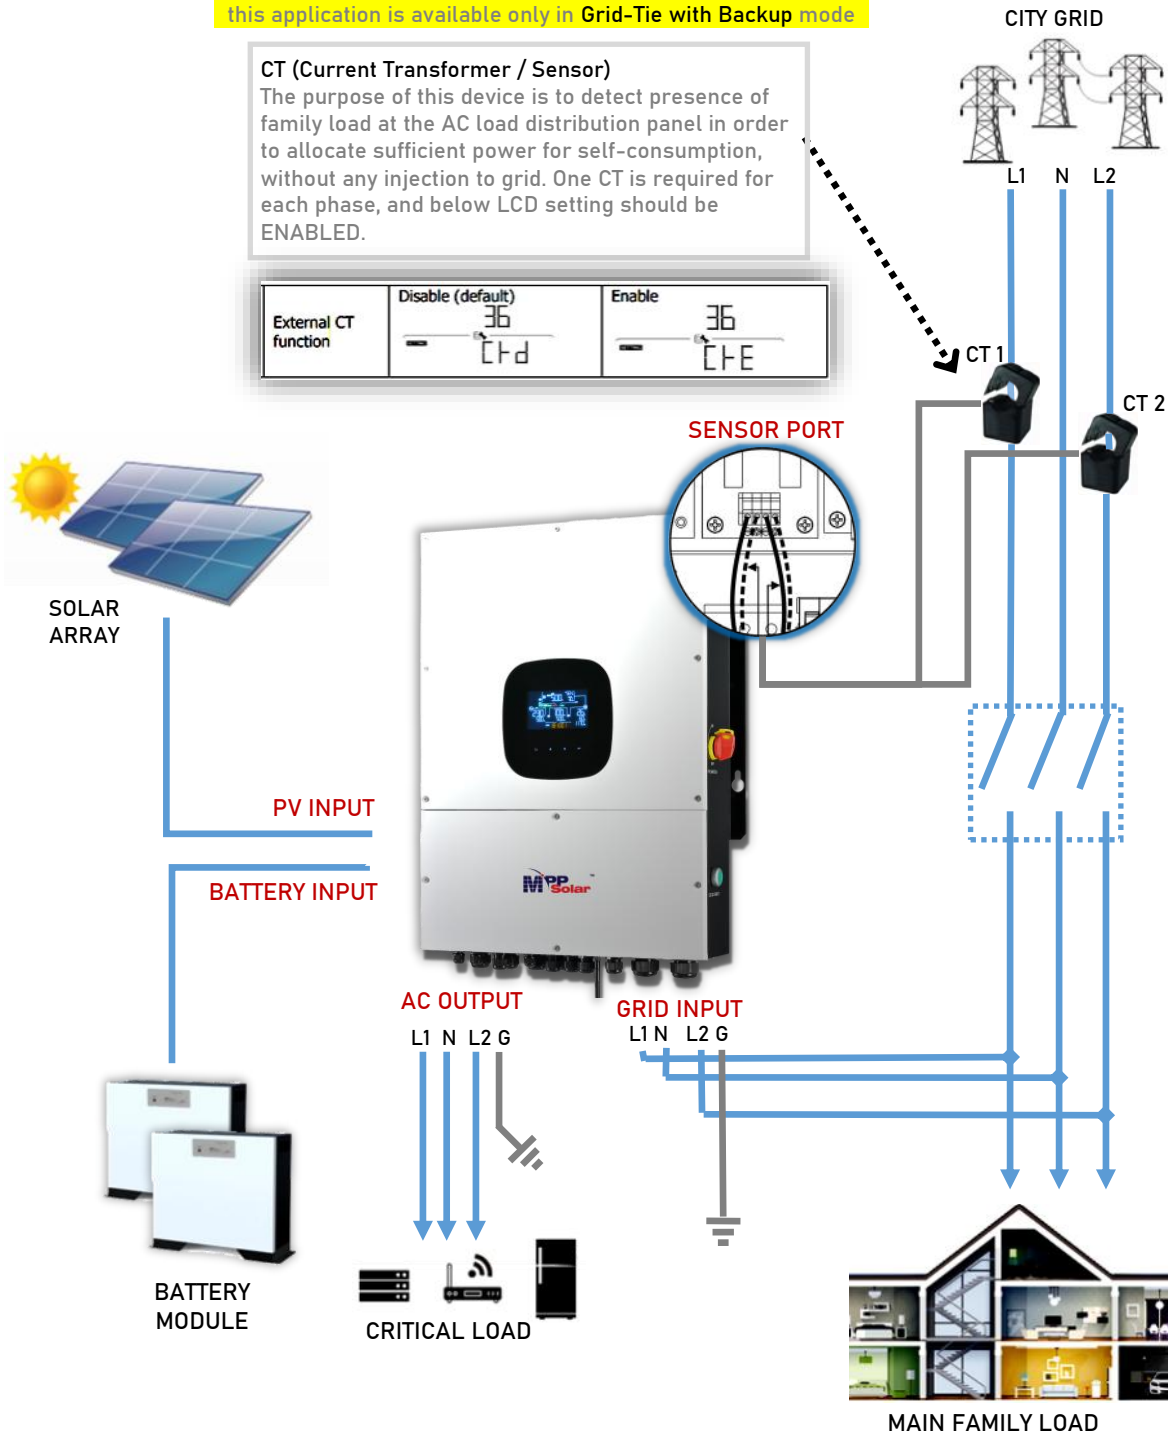 this application is available only in Grid-Tie with Backup mode
CITY GRID
CT (Current Transformer / Sensor)
The purpose of this device is to detect presence of
family load at the AC load distribution panel in order
to allocate sufficient power for self-consumption,
without any injection to grid. One CT is required for
each phase, and below LCD setting should be
ENABLED.
L1 N L2
External CT
function
Disable (default)
36
Ctd
Enable
36
CtE
CT 1
CT 2
SENSOR PORT
SOLAR
ARRAY
PV INPUT
BATTERY INPUT
MPP
Solar
AC OUTPUT
L1 N L2 G
GRID INPUT
L1 N L2 G
BATTERY
MODULE
CRITICAL LOAD
MAIN FAMILY LOAD